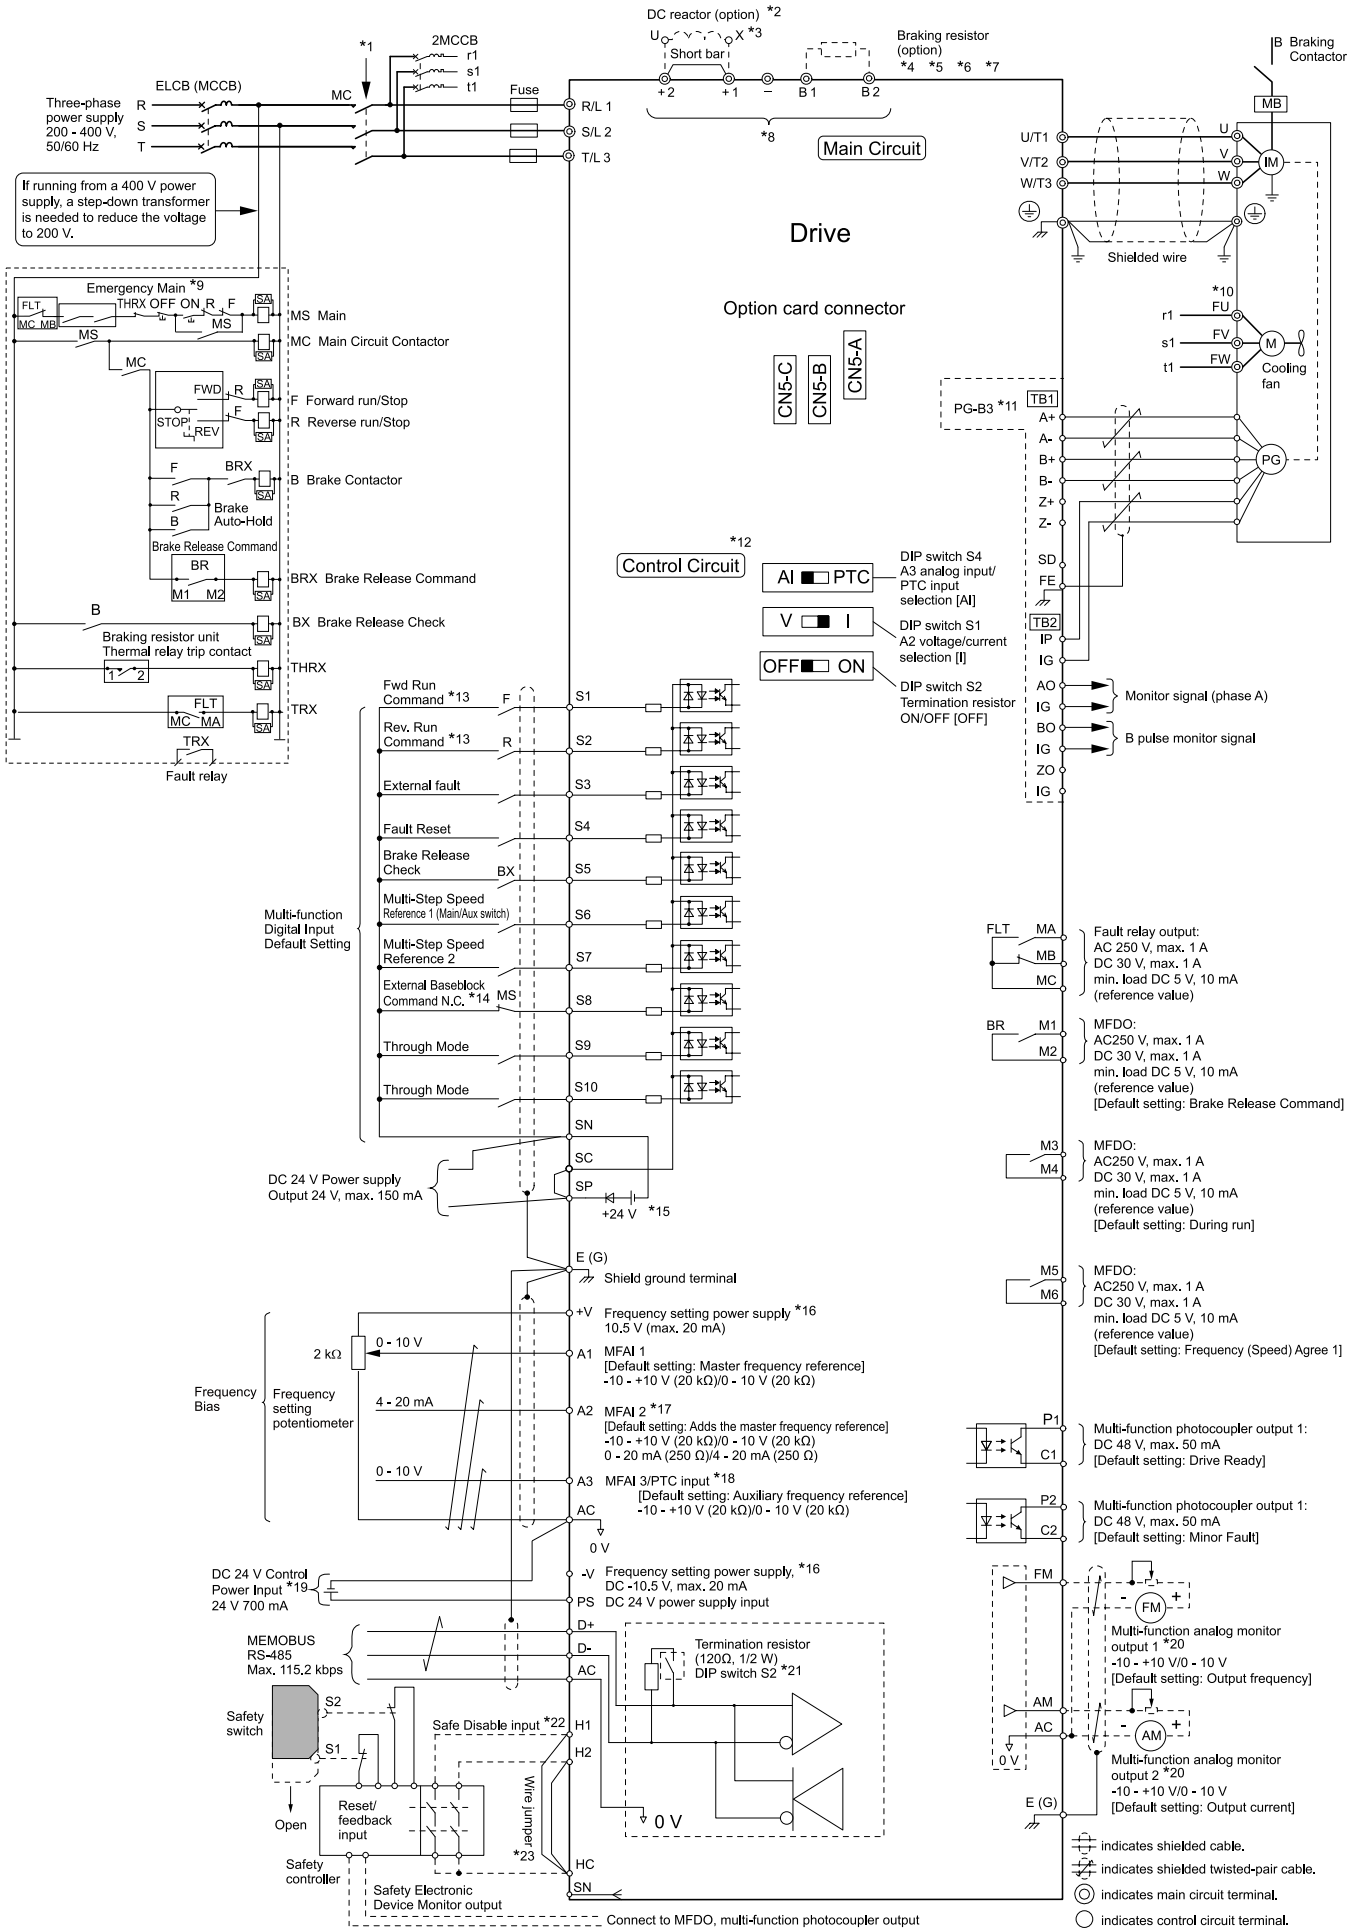 DC reactor (option) *2
U X *3
Short bar
+2 +1 − B1 B2
*8
Braking resistor
(option)
*4 *5 *6 *7
Main Circuit
B Braking
Contactor
MB
*1
2MCCB
r1
s1
t1
ELCB (MCCB)
MC
Fuse
Three-phase
power supply
200 - 400 V,
50/60 Hz
R
S
T
R/L 1
S/L 2
T/L 3
U/T1
V/T2
W/T3
U
V
W
IM
Shielded wire
If running from a 400 V power
supply, a step-down transformer
is needed to reduce the voltage
to 200 V.
Drive
Option card connector
CN5-C
CN5-B
CN5-A
*10
r1 FU
s1 FV
t1 FW
M
Cooling
fan
Emergency Main *9
FLT
MC MB
THRX OFF ON R F
MS
SA
MS Main
MS
SA
MC Main Circuit Contactor
MC
FWD R
SA
F Forward run/Stop
STOP
REV
F
SA
R Reverse run/Stop
F BRX
SA
B Brake Contactor
R
Brake
Auto-Hold
B
Brake Release Command
BR
M1 M2
SA
BRX Brake Release Command
B
SA
BX Brake Release Check
Braking resistor unit
Thermal relay trip contact
1 2
SA
THRX
FLT
MC MA
SA
TRX
TRX
Fault relay
PG-B3 *11
TB1
A+
A-
B+
B-
Z+
Z-
SD
FE
PG
TB2
IP
IG
AO
IG
Monitor signal (phase A)
BO
IG
B pulse monitor signal
ZO
IG
*12
Control Circuit
AI PTC
DIP switch S4
A3 analog input/
PTC input
selection [AI]
V I
DIP switch S1
A2 voltage/current
selection [I]
OFF ON
DIP switch S2
Termination resistor
ON/OFF [OFF]
Multi-function
Digital Input
Default Setting
Fwd Run
Command *13
F S1
Rev. Run
Command *13
R S2
External fault
S3
Fault Reset
S4
Brake Release
Check
BX S5
Multi-Step Speed
Reference 1 (Main/Aux switch)
S6
Multi-Step Speed
Reference 2
S7
External Baseblock
Command N.C. *14
MS S8
Through Mode
S9
Through Mode
S10
SN
SC
SP
DC 24 V Power supply
Output 24 V, max. 150 mA
+24 V *15
E (G)
Shield ground terminal
FLT MA
MB
MC
Fault relay output:
AC 250 V, max. 1 A
DC 30 V, max. 1 A
min. load DC 5 V, 10 mA
(reference value)
BR M1
M2
MFDO:
AC250 V, max. 1 A
DC 30 V, max. 1 A
min. load DC 5 V, 10 mA
(reference value)
[Default setting: Brake Release Command]
M3
M4
MFDO:
AC250 V, max. 1 A
DC 30 V, max. 1 A
min. load DC 5 V, 10 mA
(reference value)
[Default setting: During run]
M5
M6
MFDO:
AC250 V, max. 1 A
DC 30 V, max. 1 A
min. load DC 5 V, 10 mA
(reference value)
[Default setting: Frequency (Speed) Agree 1]
Frequency
Bias
Frequency
setting
potentiometer
2 kΩ
+V
Frequency setting power supply *16
10.5 V (max. 20 mA)
0 - 10 V
A1
MFAI 1
[Default setting: Master frequency reference]
-10 - +10 V (20 kΩ)/0 - 10 V (20 kΩ)
4 - 20 mA
A2
MFAI 2 *17
[Default setting: Adds the master frequency reference]
-10 - +10 V (20 kΩ)/0 - 10 V (20 kΩ)
0 - 20 mA (250 Ω)/4 - 20 mA (250 Ω)
0 - 10 V
A3
MFAI 3/PTC input *18
[Default setting: Auxiliary frequency reference]
-10 - +10 V (20 kΩ)/0 - 10 V (20 kΩ)
AC
0 V
-V
Frequency setting power supply, *16
DC -10.5 V, max. 20 mA
PS
DC 24 V power supply input
DC 24 V Control
Power Input *19
24 V 700 mA
P1
C1
Multi-function photocoupler output 1:
DC 48 V, max. 50 mA
[Default setting: Drive Ready]
P2
C2
Multi-function photocoupler output 1:
DC 48 V, max. 50 mA
[Default setting: Minor Fault]
MEMOBUS
RS-485
Max. 115.2 kbps
D+
D-
AC
Termination resistor
(120Ω, 1/2 W)
DIP switch S2 *21
0 V
FM
- +
FM
Multi-function analog monitor
output 1 *20
-10 - +10 V/0 - 10 V
[Default setting: Output frequency]
AM
AC
0 V
- +
AM
Multi-function analog monitor
output 2 *20
-10 - +10 V/0 - 10 V
[Default setting: Output current]
E (G)
Safety
switch
S2
S1
Open
Safe Disable input *22
H1
H2
Wire jumper
*23
HC
SN
Reset/
feedback
input
Safety
controller
Safety Electronic
Device Monitor output
Connect to MFDO, multi-function photocoupler output
indicates shielded cable.
indicates shielded twisted-pair cable.
indicates main circuit terminal.
indicates control circuit terminal.